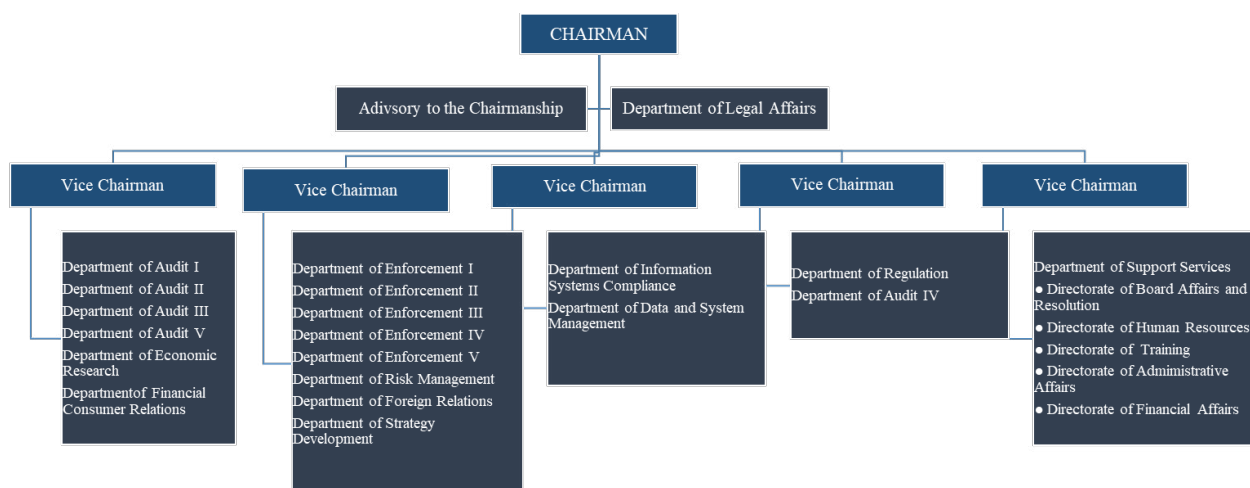 CHAIRMAN
Adivsory to the Chairmanship
Department of Legal Affairs
Vice Chairman
Vice Chairman
Vice Chairman
Vice Chairman
Vice Chairman
Department of Audit I
Department of Audit II
Department of Audit III
Department of Audit V
Department of Economic
Research
Departmentof Financial
Consumer Relations
Department of Enforcement I
Department of Enforcement II
Department of Enforcement III
Department of Enforcement IV
Department of Enforcement V
Department of Risk Management
Department of Foreign Relations
Department of Strategy
Development
Department of Information
Systems Compliance
Department of Data and System
Management
Department of Regulation
Department of Audit IV
Department of Support Services
● Directorate of Board Affairs and
Resolution
● Directorate of Human Resources
● Directorate of Training
● Directorate of Admimistrative
Affairs
● Directorate of Financial Affairs